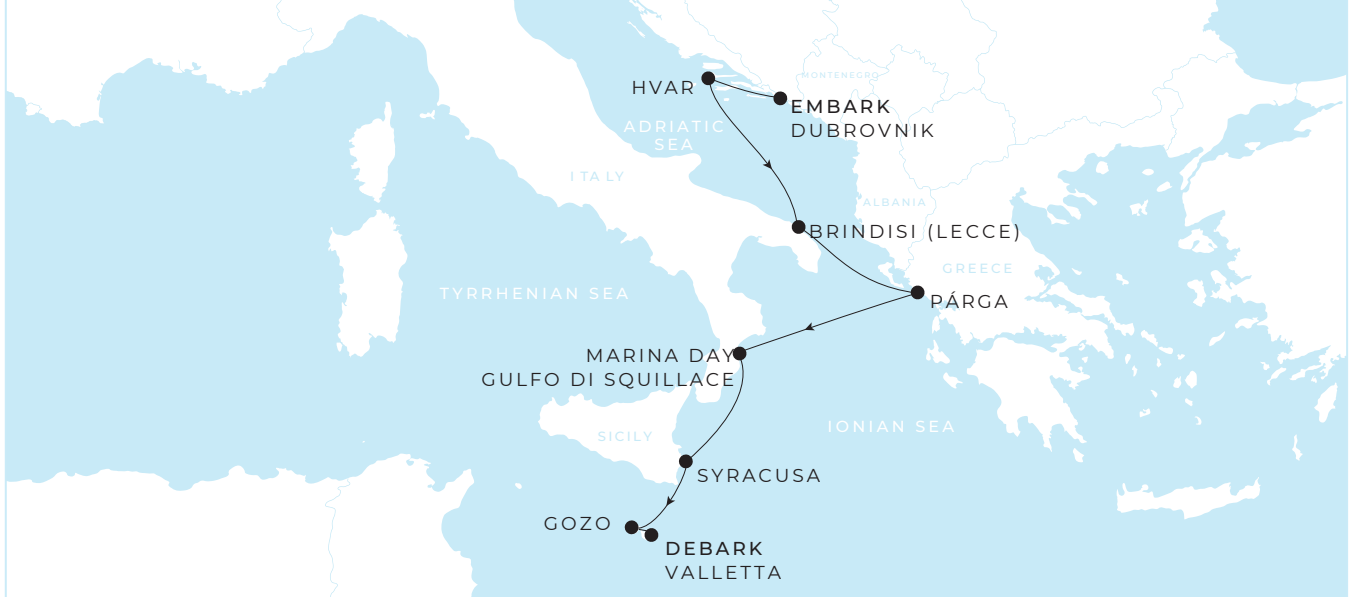 MONTENEGRO
HVAR
EMBARK
DUBROVNIK
ADRIATIC
SEA
ITALY
ALBANIA
BRINDISI (LECCE)
GREECE
TYRRHENIAN SEA
PÁRGA
MARINA DAY
GULFO DI SQUILLACE
IONIAN SEA
SICILY
SYRACUSA
GOZO
DEBARK
VALLETTA